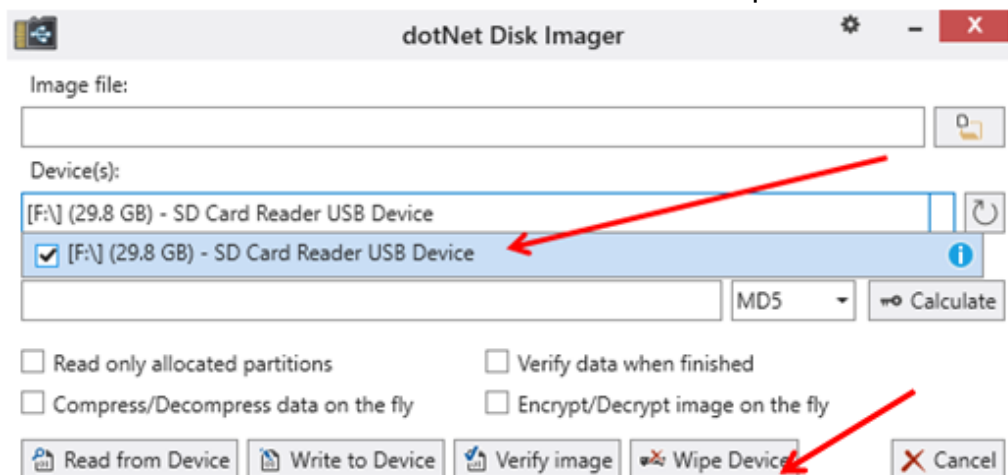 dotNet Disk Imager
Image file:
Device(s):
[F:\] (29.8 GB) - SD Card Reader USB Device
[F:\] (29.8 GB) - SD Card Reader USB Device
MD5 Calculate
Read only allocated partitions Verify data when finished
Compress/Decompress data on the fly Encrypt/Decrypt image on the fly
Read from Device Write to Device Verify image Wipe Device Cancel